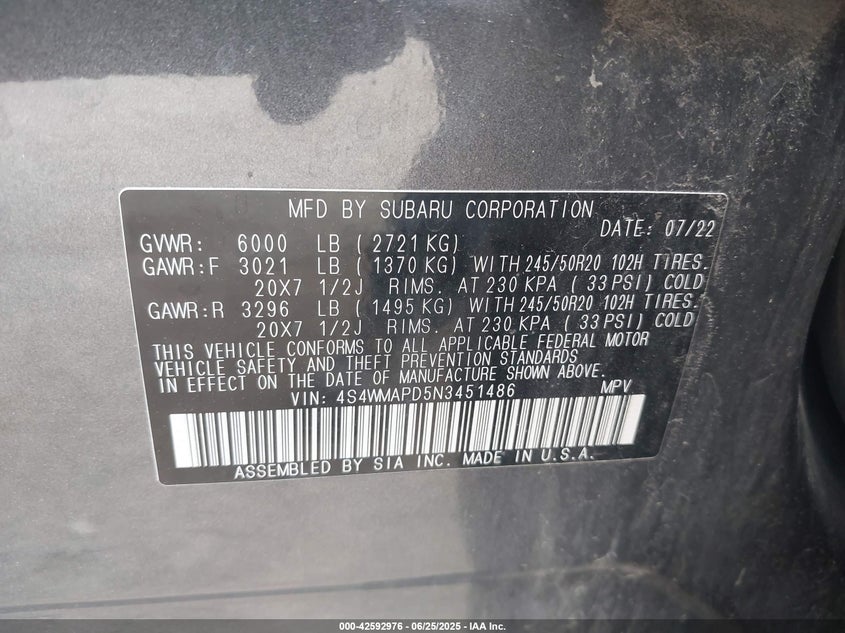 MFD BY SUBARU CORPORATION
DATE: 07/22
GVWR: 6000 LB ( 2721 KG)
GAWR:F 3021 LB ( 1370 KG) WITH 245/50R20 102H TIRES.
20X7 1/2J RIMS. AT 230 KPA ( 33 PSI) COLD
GAWR:R 3296 LB ( 1495 KG) WITH 245/50R20 102H TIRES.
20X7 1/2J RIMS. AT 230 KPA ( 33 PSI) COLD
THIS VEHICLE CONFORMS TO ALL APPLICABLE FEDERAL MOTOR
VEHICLE SAFETY AND THEFT PREVENTION STANDARDS
IN EFFECT ON THE DATE OF MANUFACTURE SHOWN ABOVE.
VIN: 4S4WMAPD5N3451486 MPV
ASSEMBLED BY SIA INC. MADE IN U.S.A.
000-42592976 - 06/25/2025 - IAA Inc.